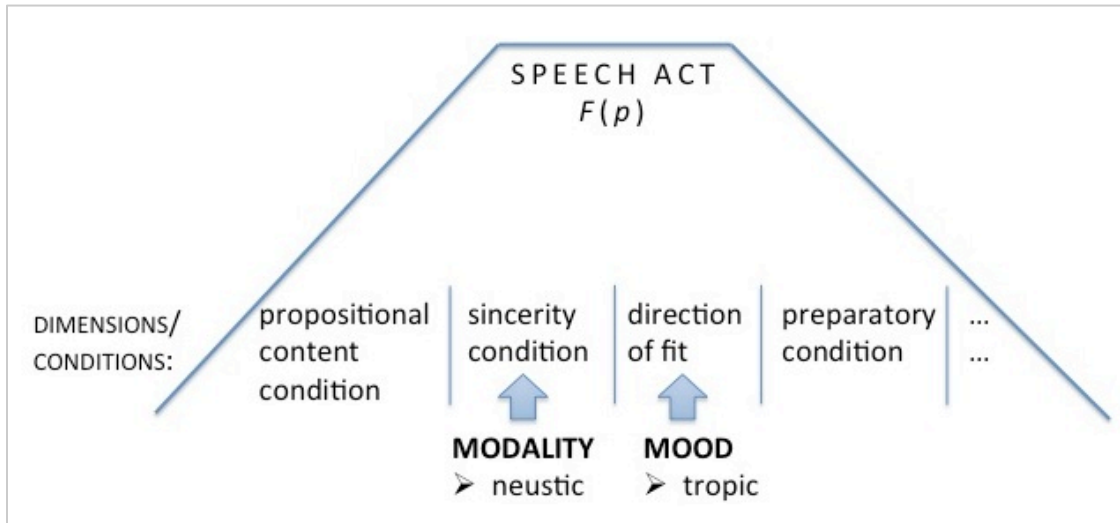 SPEECH ACT
F(p)
DIMENSIONS/
CONDITIONS:
propositional
content
condition
sincerity
condition
direction
of fit
preparatory
condition
...
...
MODALITY
➢ neustic
MOOD
➢ tropic